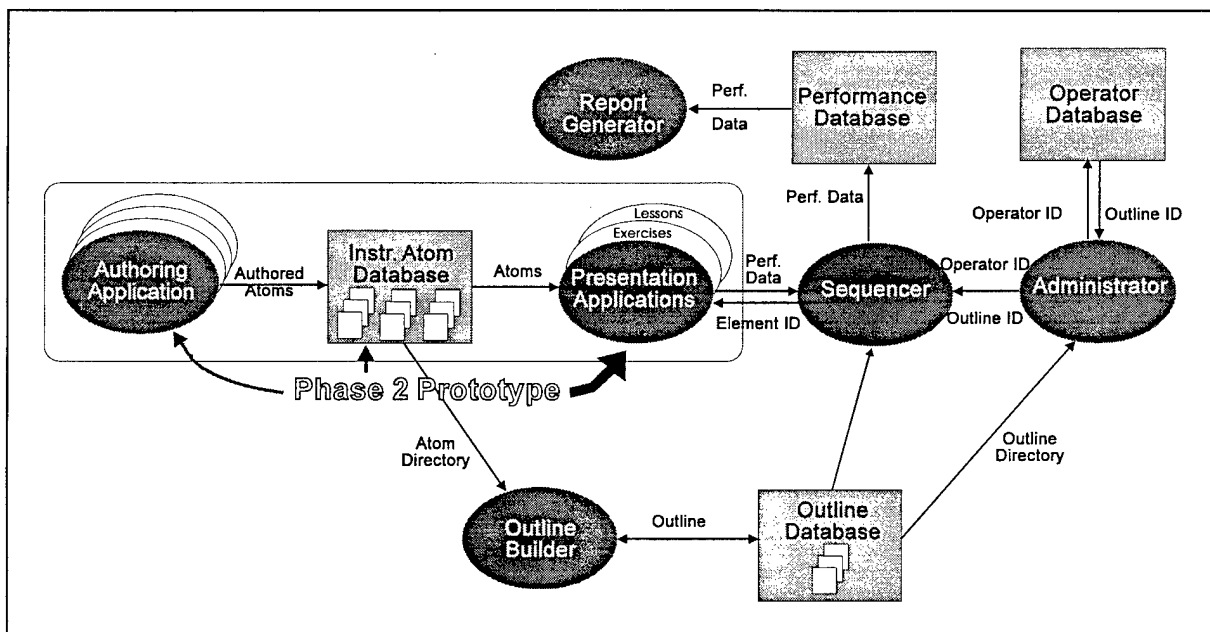 Report
Generator
Perf.
Data
Performance
Database
Operator
Database
Perf. Data
Operator ID
Outline ID
Lessons
Exercises
Authoring
Application
Authored
Atoms
Instr. Atom
Database
Atoms
Presentation
Applications
Perf.
Data
Element ID
Sequencer
Operator ID
Outline ID
Administrator
Phase 2 Prototype
Atom
Directory
Outline
Directory
Outline
Builder
Outline
Outline
Database